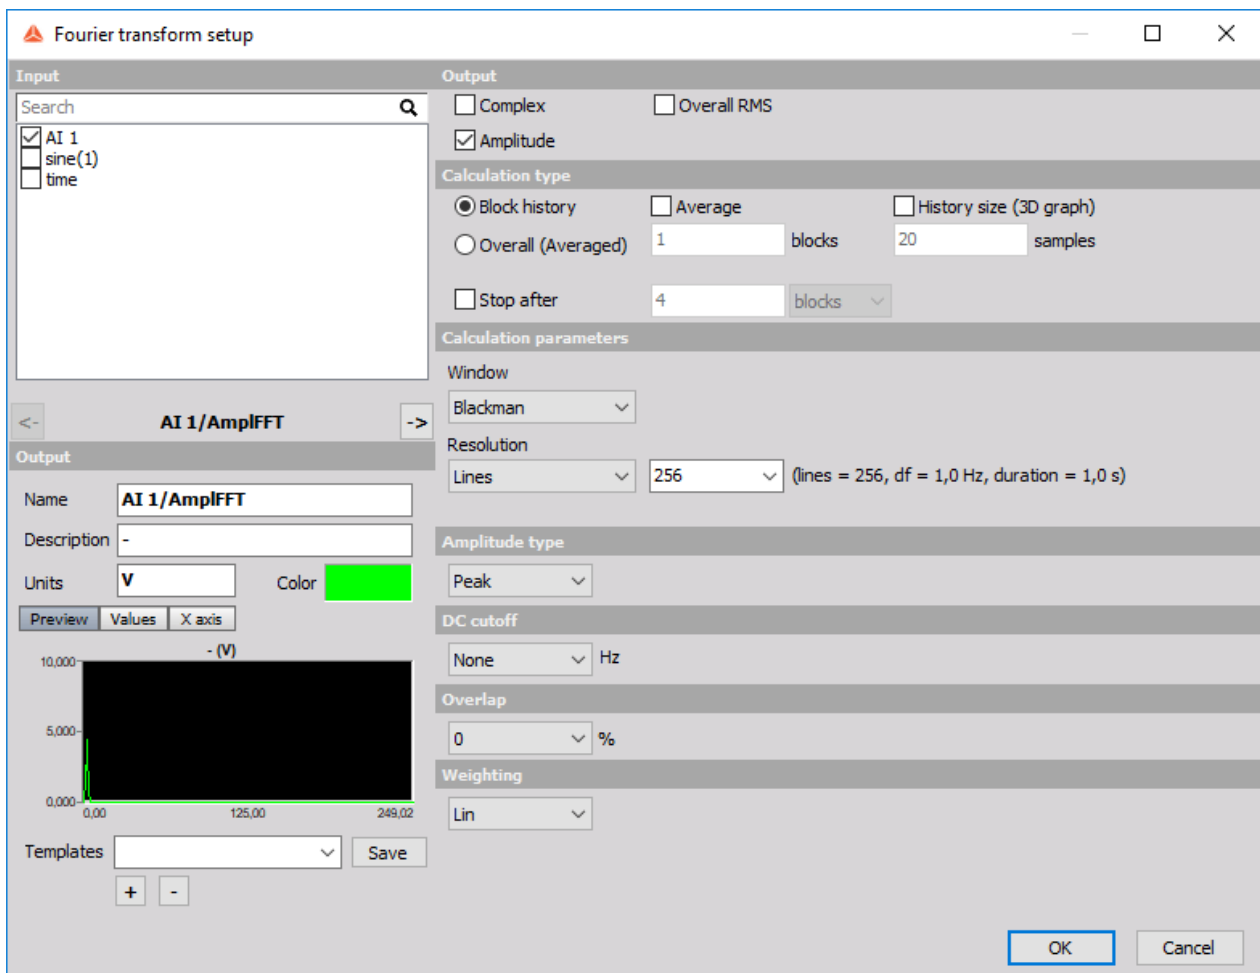 Fourier transform setup
Input
Search
AI 1
sine(1)
time
<- AI 1/AmplFFT ->
Output
Name AI 1/AmplFFT
Description -
Units V Color
Preview Values X axis
- (V)
10,000
5,000
0,000
0,00 125,00 249,02
Templates Save
+ -
Output
Complex Overall RMS
Amplitude
Calculation type
Block history Average History size (3D graph)
Overall (Averaged) 1 blocks 20 samples
Stop after 4 blocks
Calculation parameters
Window
Blackman
Resolution
Lines 256 (lines = 256, df = 1,0 Hz, duration = 1,0 s)
Amplitude type
Peak
DC cutoff
None Hz
Overlap
0 %
Weighting
Lin
OK Cancel